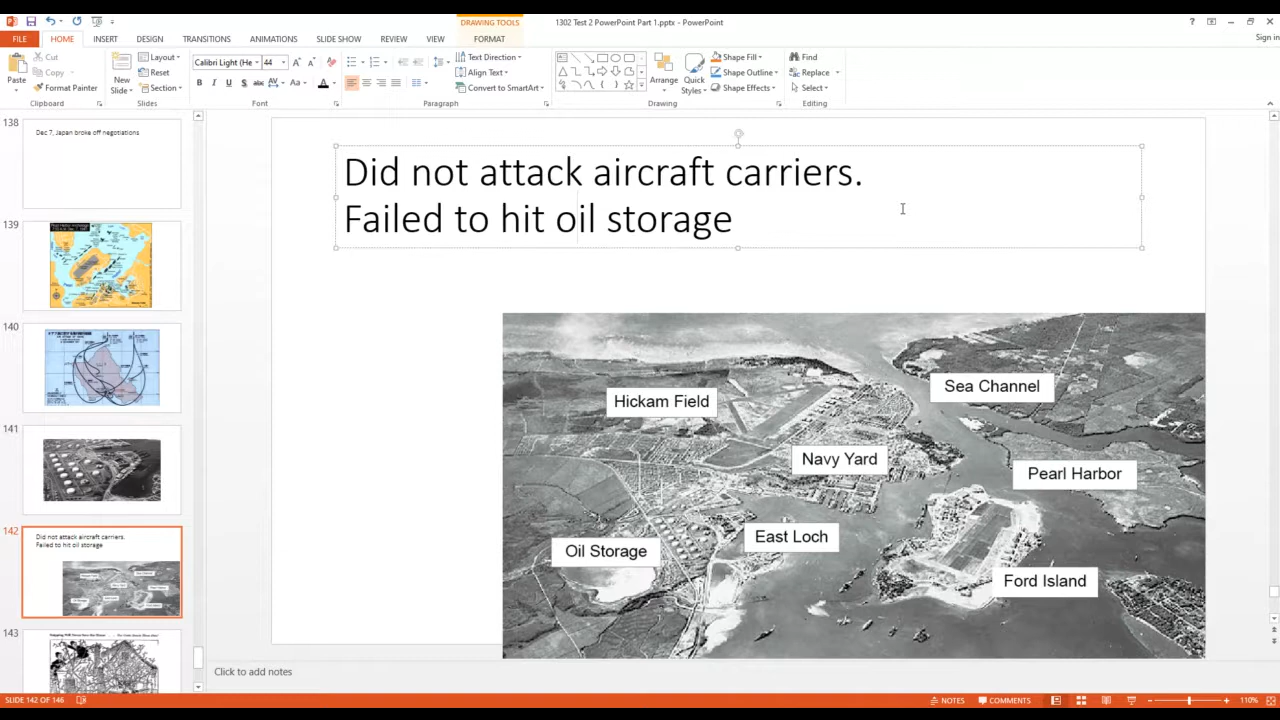 DRAWING TOOLS
1302 Test 2 PowerPoint Part 1.pptx - PowerPoint
FILE HOME INSERT DESIGN TRANSITIONS ANIMATIONS SLIDE SHOW REVIEW VIEW FORMAT
Sign in
Paste
Cut
Copy
Format Painter
Clipboard
New Slide
Layout
Reset
Section
Slides
Calibri Light (He 44
Font
Text Direction
Align Text
Convert to SmartArt
Paragraph
Arrange
Quick Styles
Shape Fill
Shape Outline
Shape Effects
Drawing
Find
Replace
Select
Editing
138
Dec 7, Japan broke off negotiations
139
140
141
142
Did not attack aircraft carriers.
Failed to hit oil storage
143
Did not attack aircraft carriers.
Failed to hit oil storage
Sea Channel
Hickam Field
Navy Yard
Pearl Harbor
East Loch
Oil Storage
Ford Island
Click to add notes
SLIDE 142 OF 146
NOTES
COMMENTS
110%